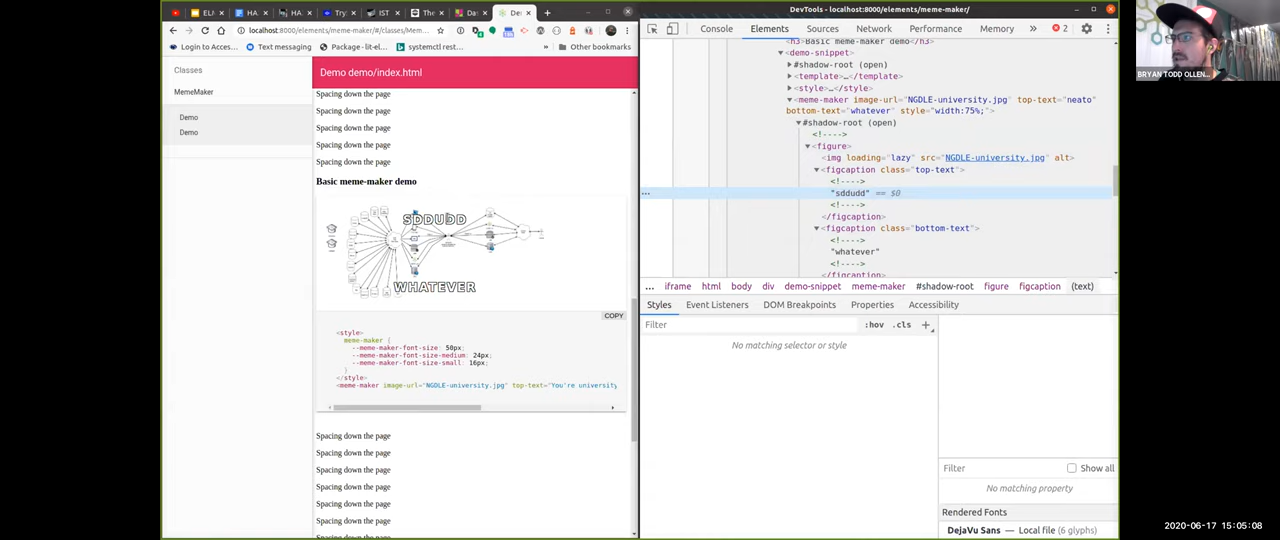 ELI
HA
HA
Try
IST
The
Da
De
localhost:8000/elements/meme-maker/#/classes/Mem...
Login to Acces...
Text messaging
Package - lit-el...
systemctl rest...
»
Other bookmarks
Classes
MemeMaker
Demo
Demo
Demo demo/index.html
Spacing down the page
Spacing down the page
Spacing down the page
Spacing down the page
Spacing down the page
Basic meme-maker demo
SDDUDD
WHATEVER
COPY
<style>
meme-maker {
--meme-maker-font-size: 50px;
--meme-maker-font-size-medium: 24px;
--meme-maker-font-size-small: 16px;
}
</style>
<meme-maker image-url="NGDLE-university.jpg" top-text="You're university
Spacing down the page
Spacing down the page
Spacing down the page
Spacing down the page
Spacing down the page
Spacing down the page
Spacing down the page
DevTools - localhost:8000/elements/meme-maker/
Console Elements Sources Network Performance Memory » 2
<h3>Basic meme-maker demo</h3>
<demo-snippet>
#shadow-root (open)
<template>…</template>
<style>…</style>
<meme-maker image-url="NGDLE-university.jpg" top-text="neato"
bottom-text="whatever" style="width:75%;">
#shadow-root (open)
<!---->
<figure>
<img loading="lazy" src="NGDLE-university.jpg" alt>
<figcaption class="top-text">
<!---->
... "sddudd" == $0
<!---->
</figcaption>
<figcaption class="bottom-text">
<!---->
"whatever"
<!---->
</figcaption>
... iframe html body div demo-snippet meme-maker #shadow-root figure figcaption (text)
Styles Event Listeners DOM Breakpoints Properties Accessibility
Filter :hov .cls +
No matching selector or style
Filter Show all
No matching property
Rendered Fonts
DejaVu Sans — Local file (6 glyphs)
BRYAN TODD OLLEN...
2020-06-17 15:05:08